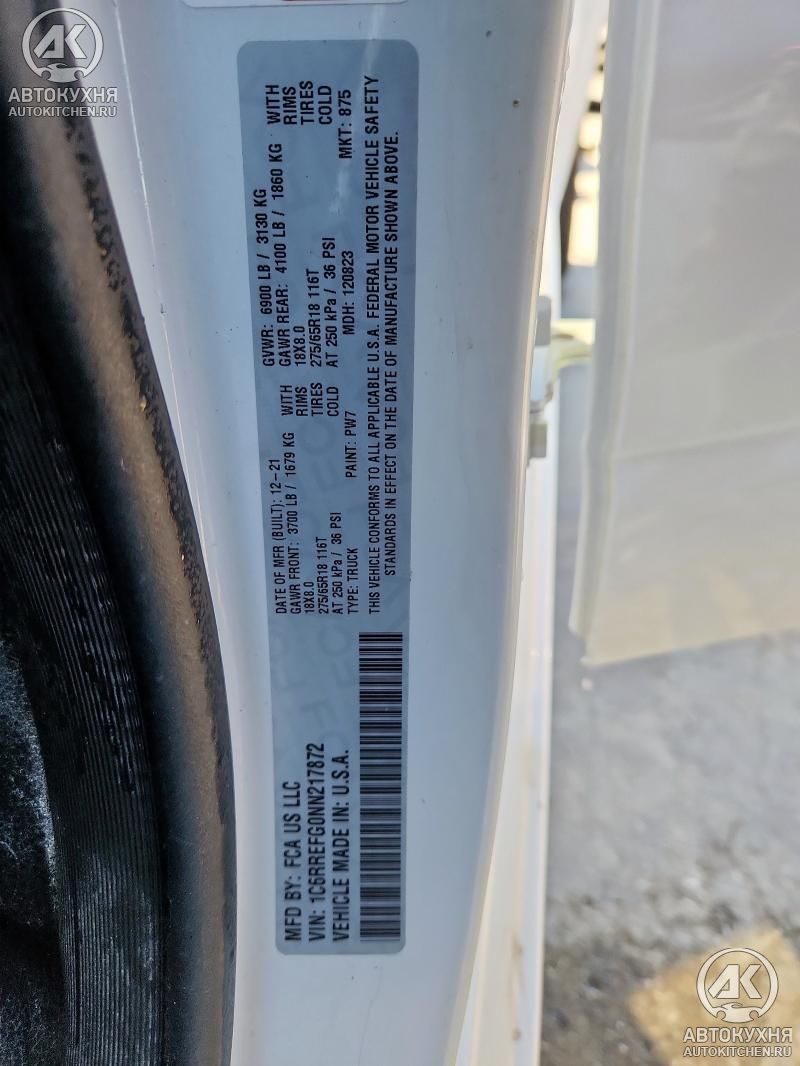 АК
АВТОКУХНЯ
AUTOKITCHEN.RU
MFD BY: FCA US LLC
VIN: 1C6RREFG0NN217872
VEHICLE MADE IN: U.S.A.
DATE OF MFR (BUILT): 12-21
GVWR: 6900 LB / 3130 KG
GAWR FRONT: 3700 LB / 1679 KG WITH
GAWR REAR: 4100 LB / 1860 KG WITH
18X8.0 RIMS
18X8.0 RIMS
275/65R18 116T TIRES
275/65R18 116T TIRES
AT 250 kPa / 36 PSI COLD
AT 250 kPa / 36 PSI COLD
TYPE: TRUCK PAINT: PW7 MDH: 120823 MKT: 875
THIS VEHICLE CONFORMS TO ALL APPLICABLE U.S.A. FEDERAL MOTOR VEHICLE SAFETY
STANDARDS IN EFFECT ON THE DATE OF MANUFACTURE SHOWN ABOVE.
АК
АВТОКУХНЯ
AUTOKITCHEN.RU